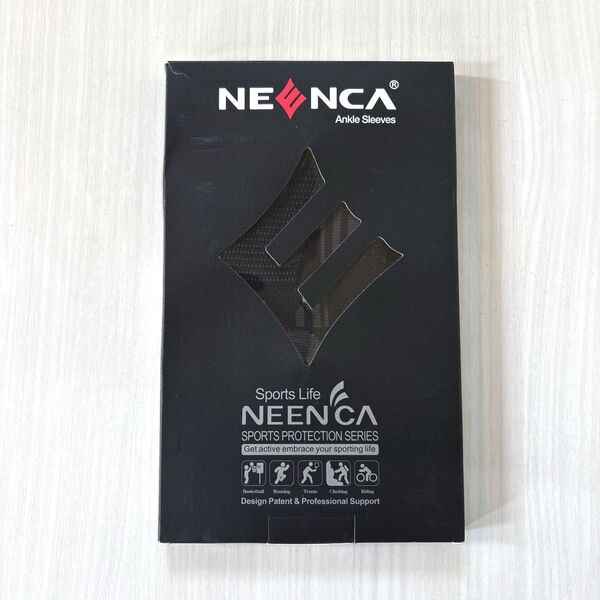 NEENCA®
Ankle Sleeves
Sports Life
NEENCA
SPORTS PROTECTION SERIES
Get active embrace your sporting life
Basketball Running Tennis Climbing Riding
Design Patent & Professional Support